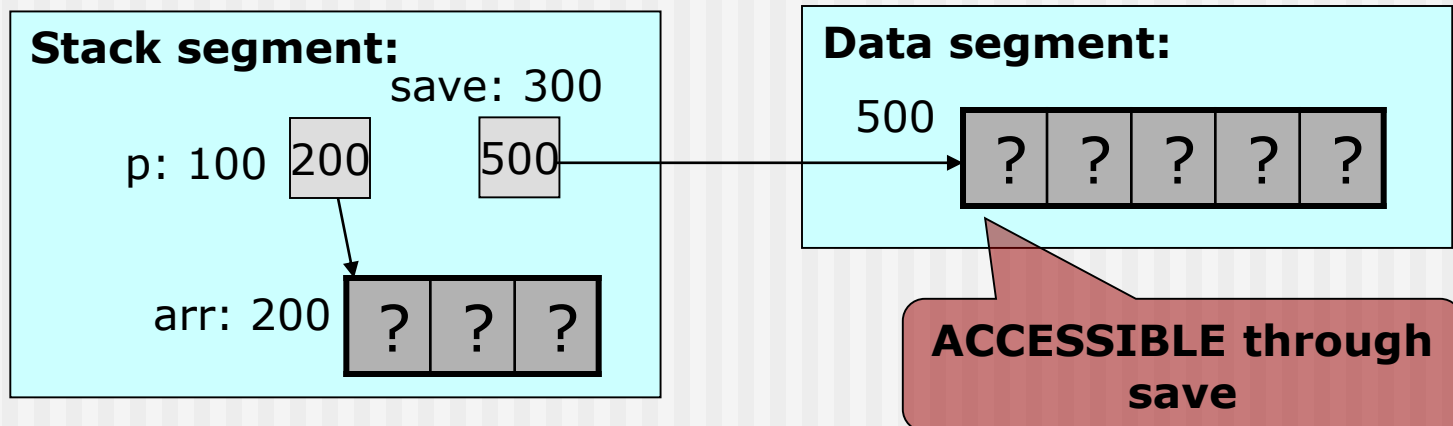 Stack segment:
save: 300
p: 100 200 500
arr: 200 ? ? ?
Data segment:
500 ? ? ? ? ?
ACCESSIBLE through
save